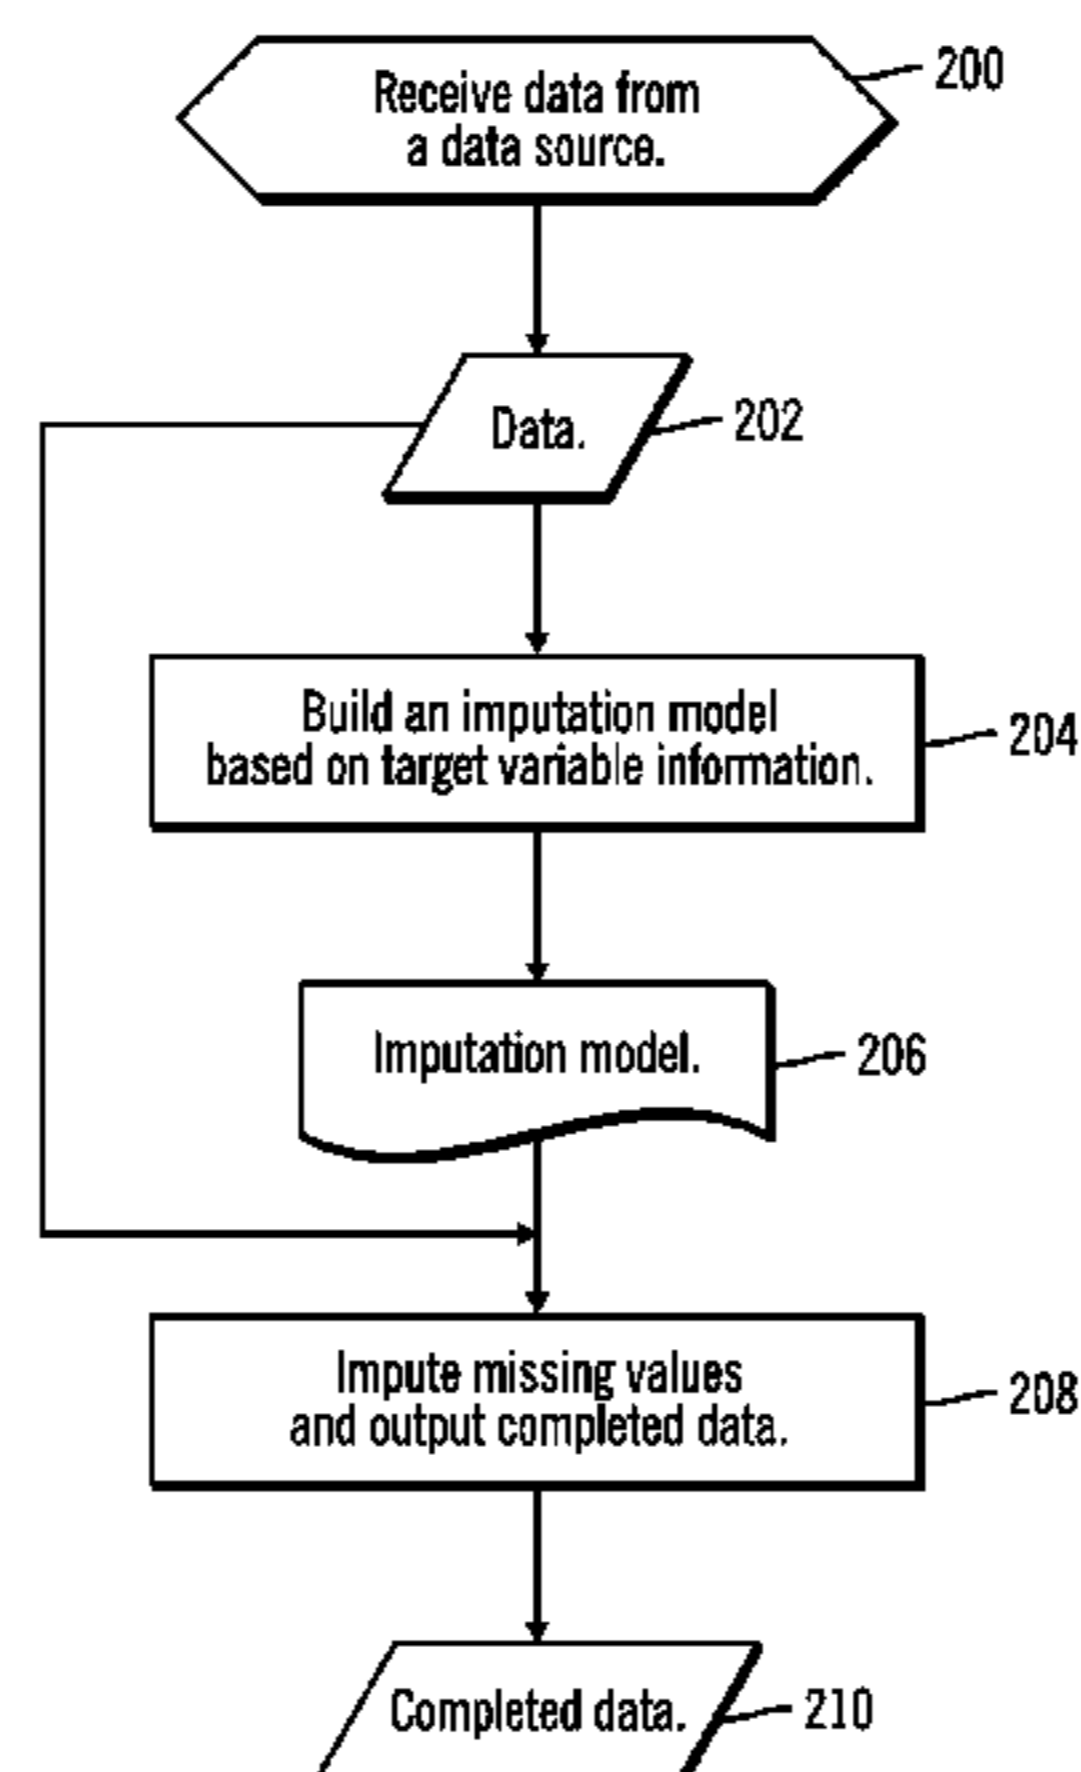 Receive data from
a data source.
200
Data.
202
Build an imputation model
based on target variable information.
204
Imputation model.
206
Impute missing values
and output completed data.
208
Completed data.
210